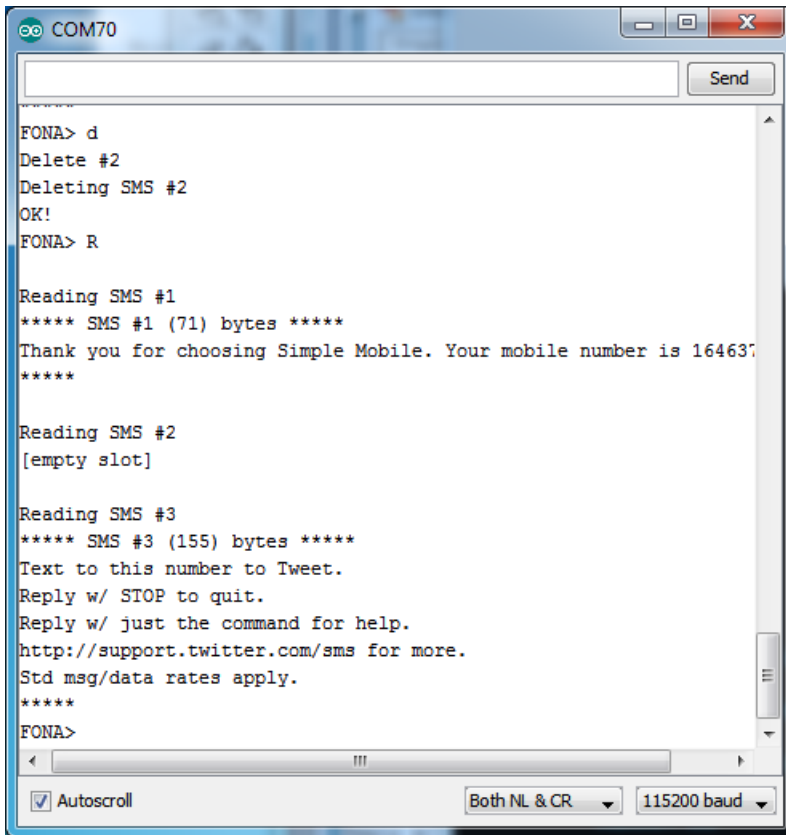 COM70
Send
FONA> d
Delete #2
Deleting SMS #2
OK!
FONA> R
Reading SMS #1
***** SMS #1 (71) bytes *****
Thank you for choosing Simple Mobile. Your mobile number is 164637
*****
Reading SMS #2
[empty slot]
Reading SMS #3
***** SMS #3 (155) bytes *****
Text to this number to Tweet.
Reply w/ STOP to quit.
Reply w/ just the command for help.
http://support.twitter.com/sms for more.
Std msg/data rates apply.
*****
FONA>
Autoscroll
Both NL & CR
115200 baud